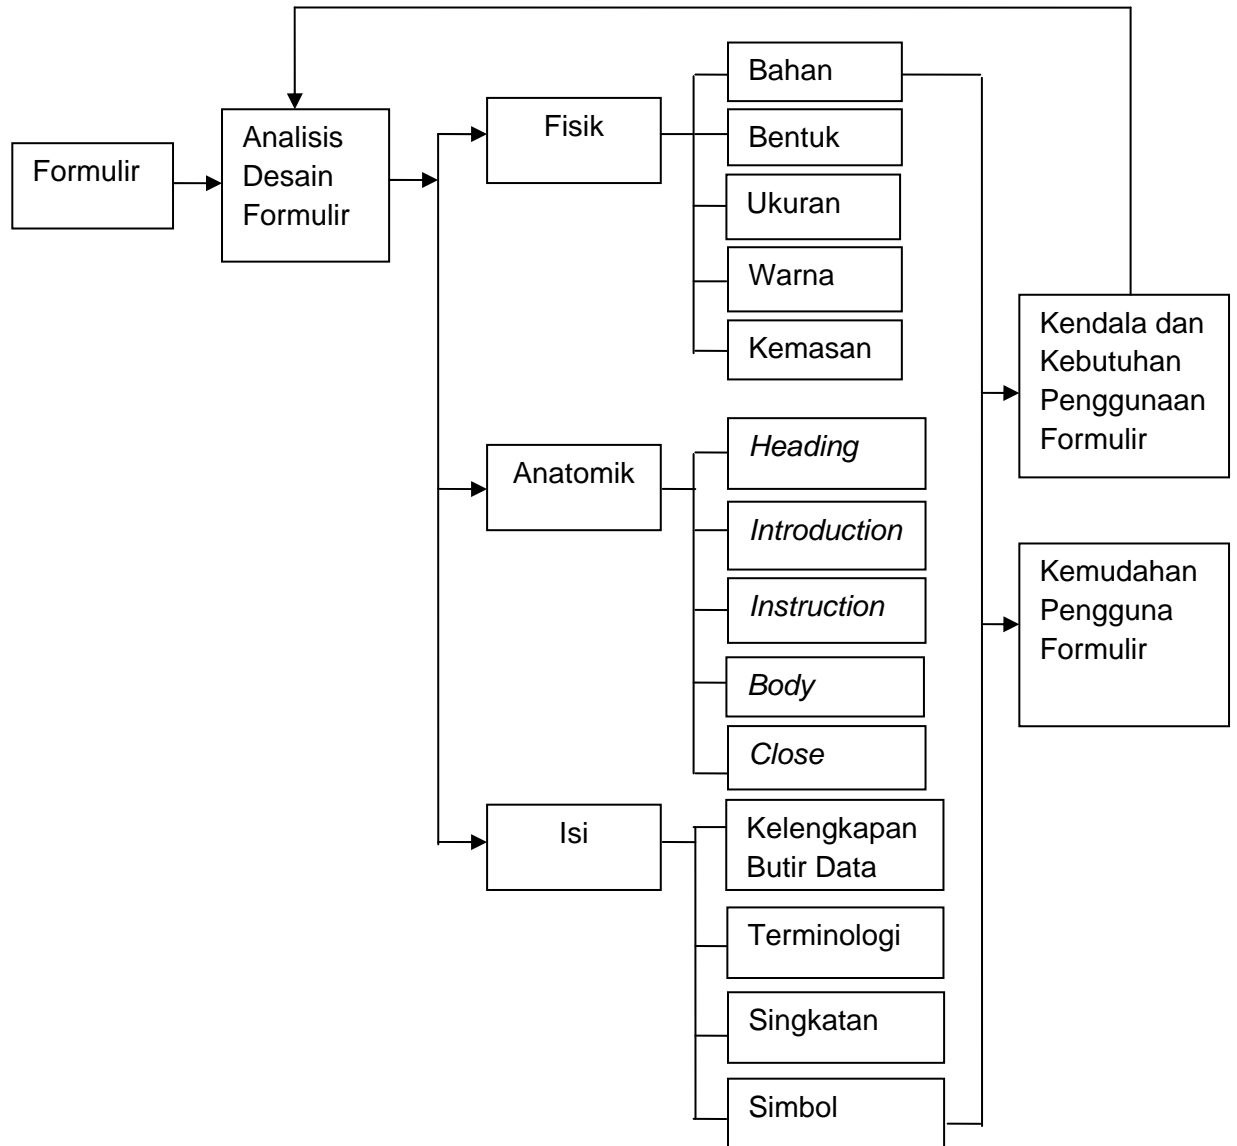 Formulir
Analisis
Desain
Formulir
Fisik
Bahan
Bentuk
Ukuran
Warna
Kemasan
Anatomik
Heading
Introduction
Instruction
Body
Close
Isi
Kelengkapan
Butir Data
Terminologi
Singkatan
Simbol
Kendala dan
Kebutuhan
Penggunaan
Formulir
Kemudahan
Pengguna
Formulir